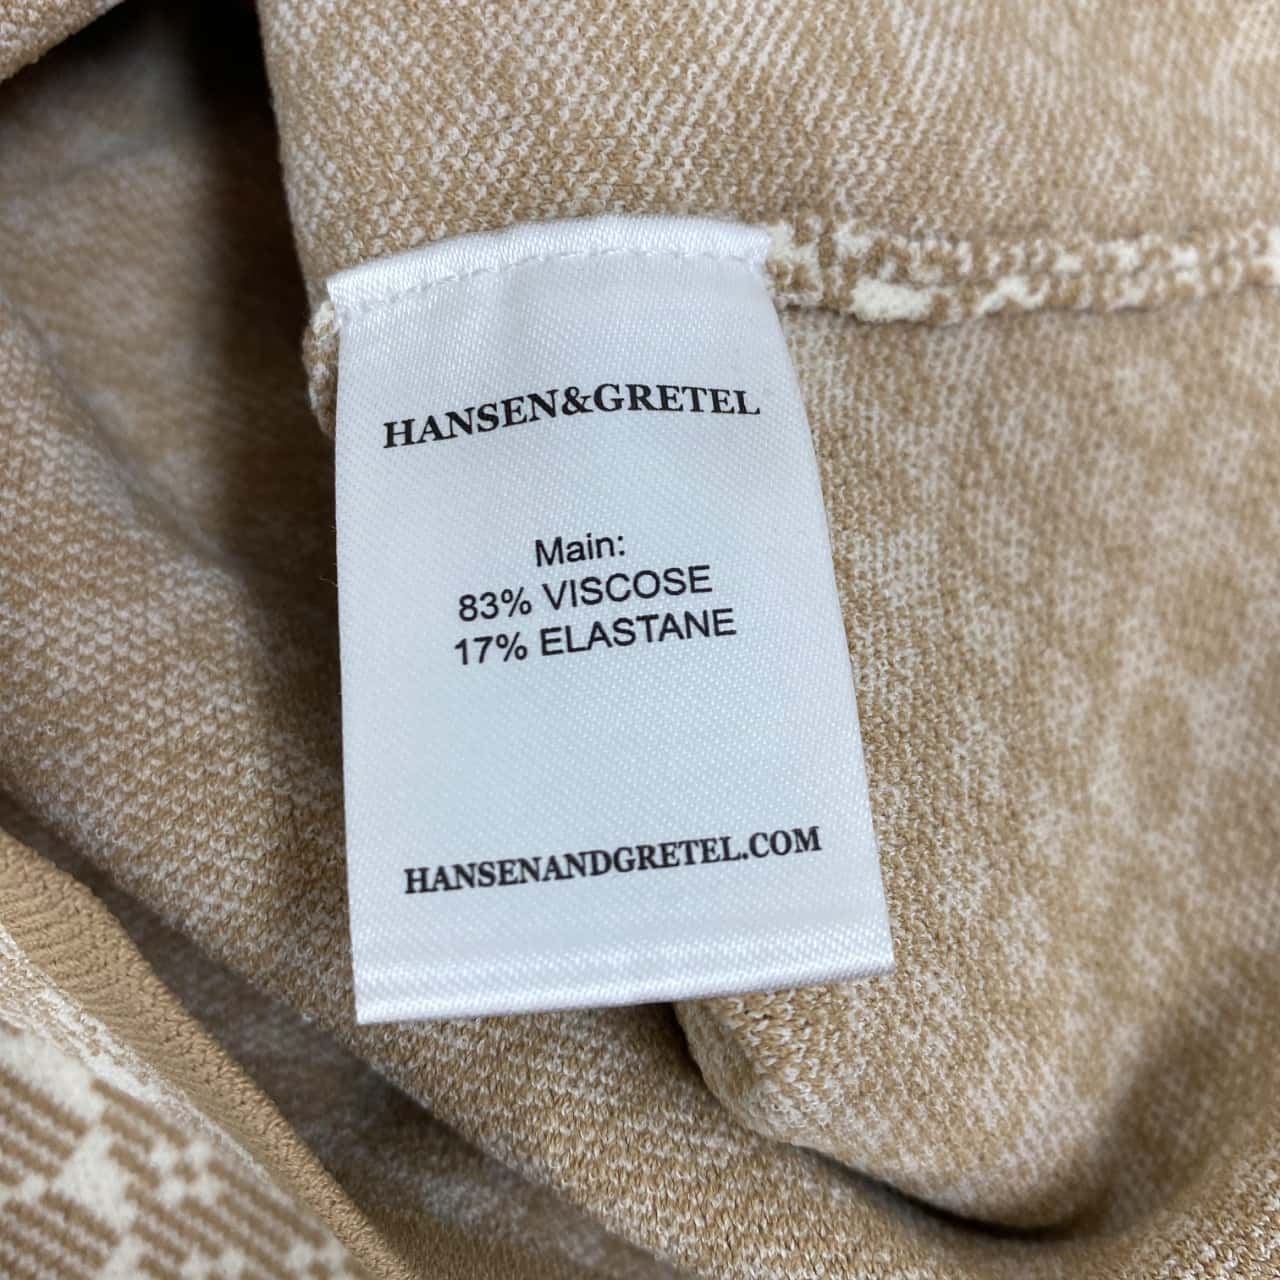 HANSEN&GRETEL
Main:
83% VISCOSE
17% ELASTANE
HANSENANDGRETEL.COM